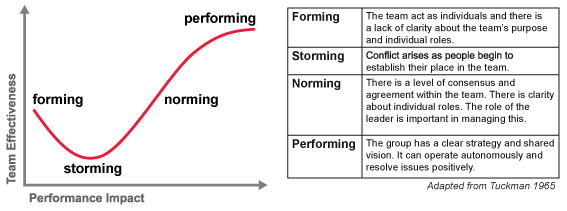 performing
forming
norming
storming
Team Effectiveness
Performance Impact
Forming
The team act as individuals and there is
a lack of clarity about the team's purpose
and individual roles.
Storming
Conflict arises as people begin to
establish their place in the team.
Norming
There is a level of consensus and
agreement within the team. There is clarity
about individual roles. The role of the
leader is important in managing this.
Performing
The group has a clear strategy and shared
vision. It can operate autonomously and
resolve issues positively.
Adapted from Tuckman 1965